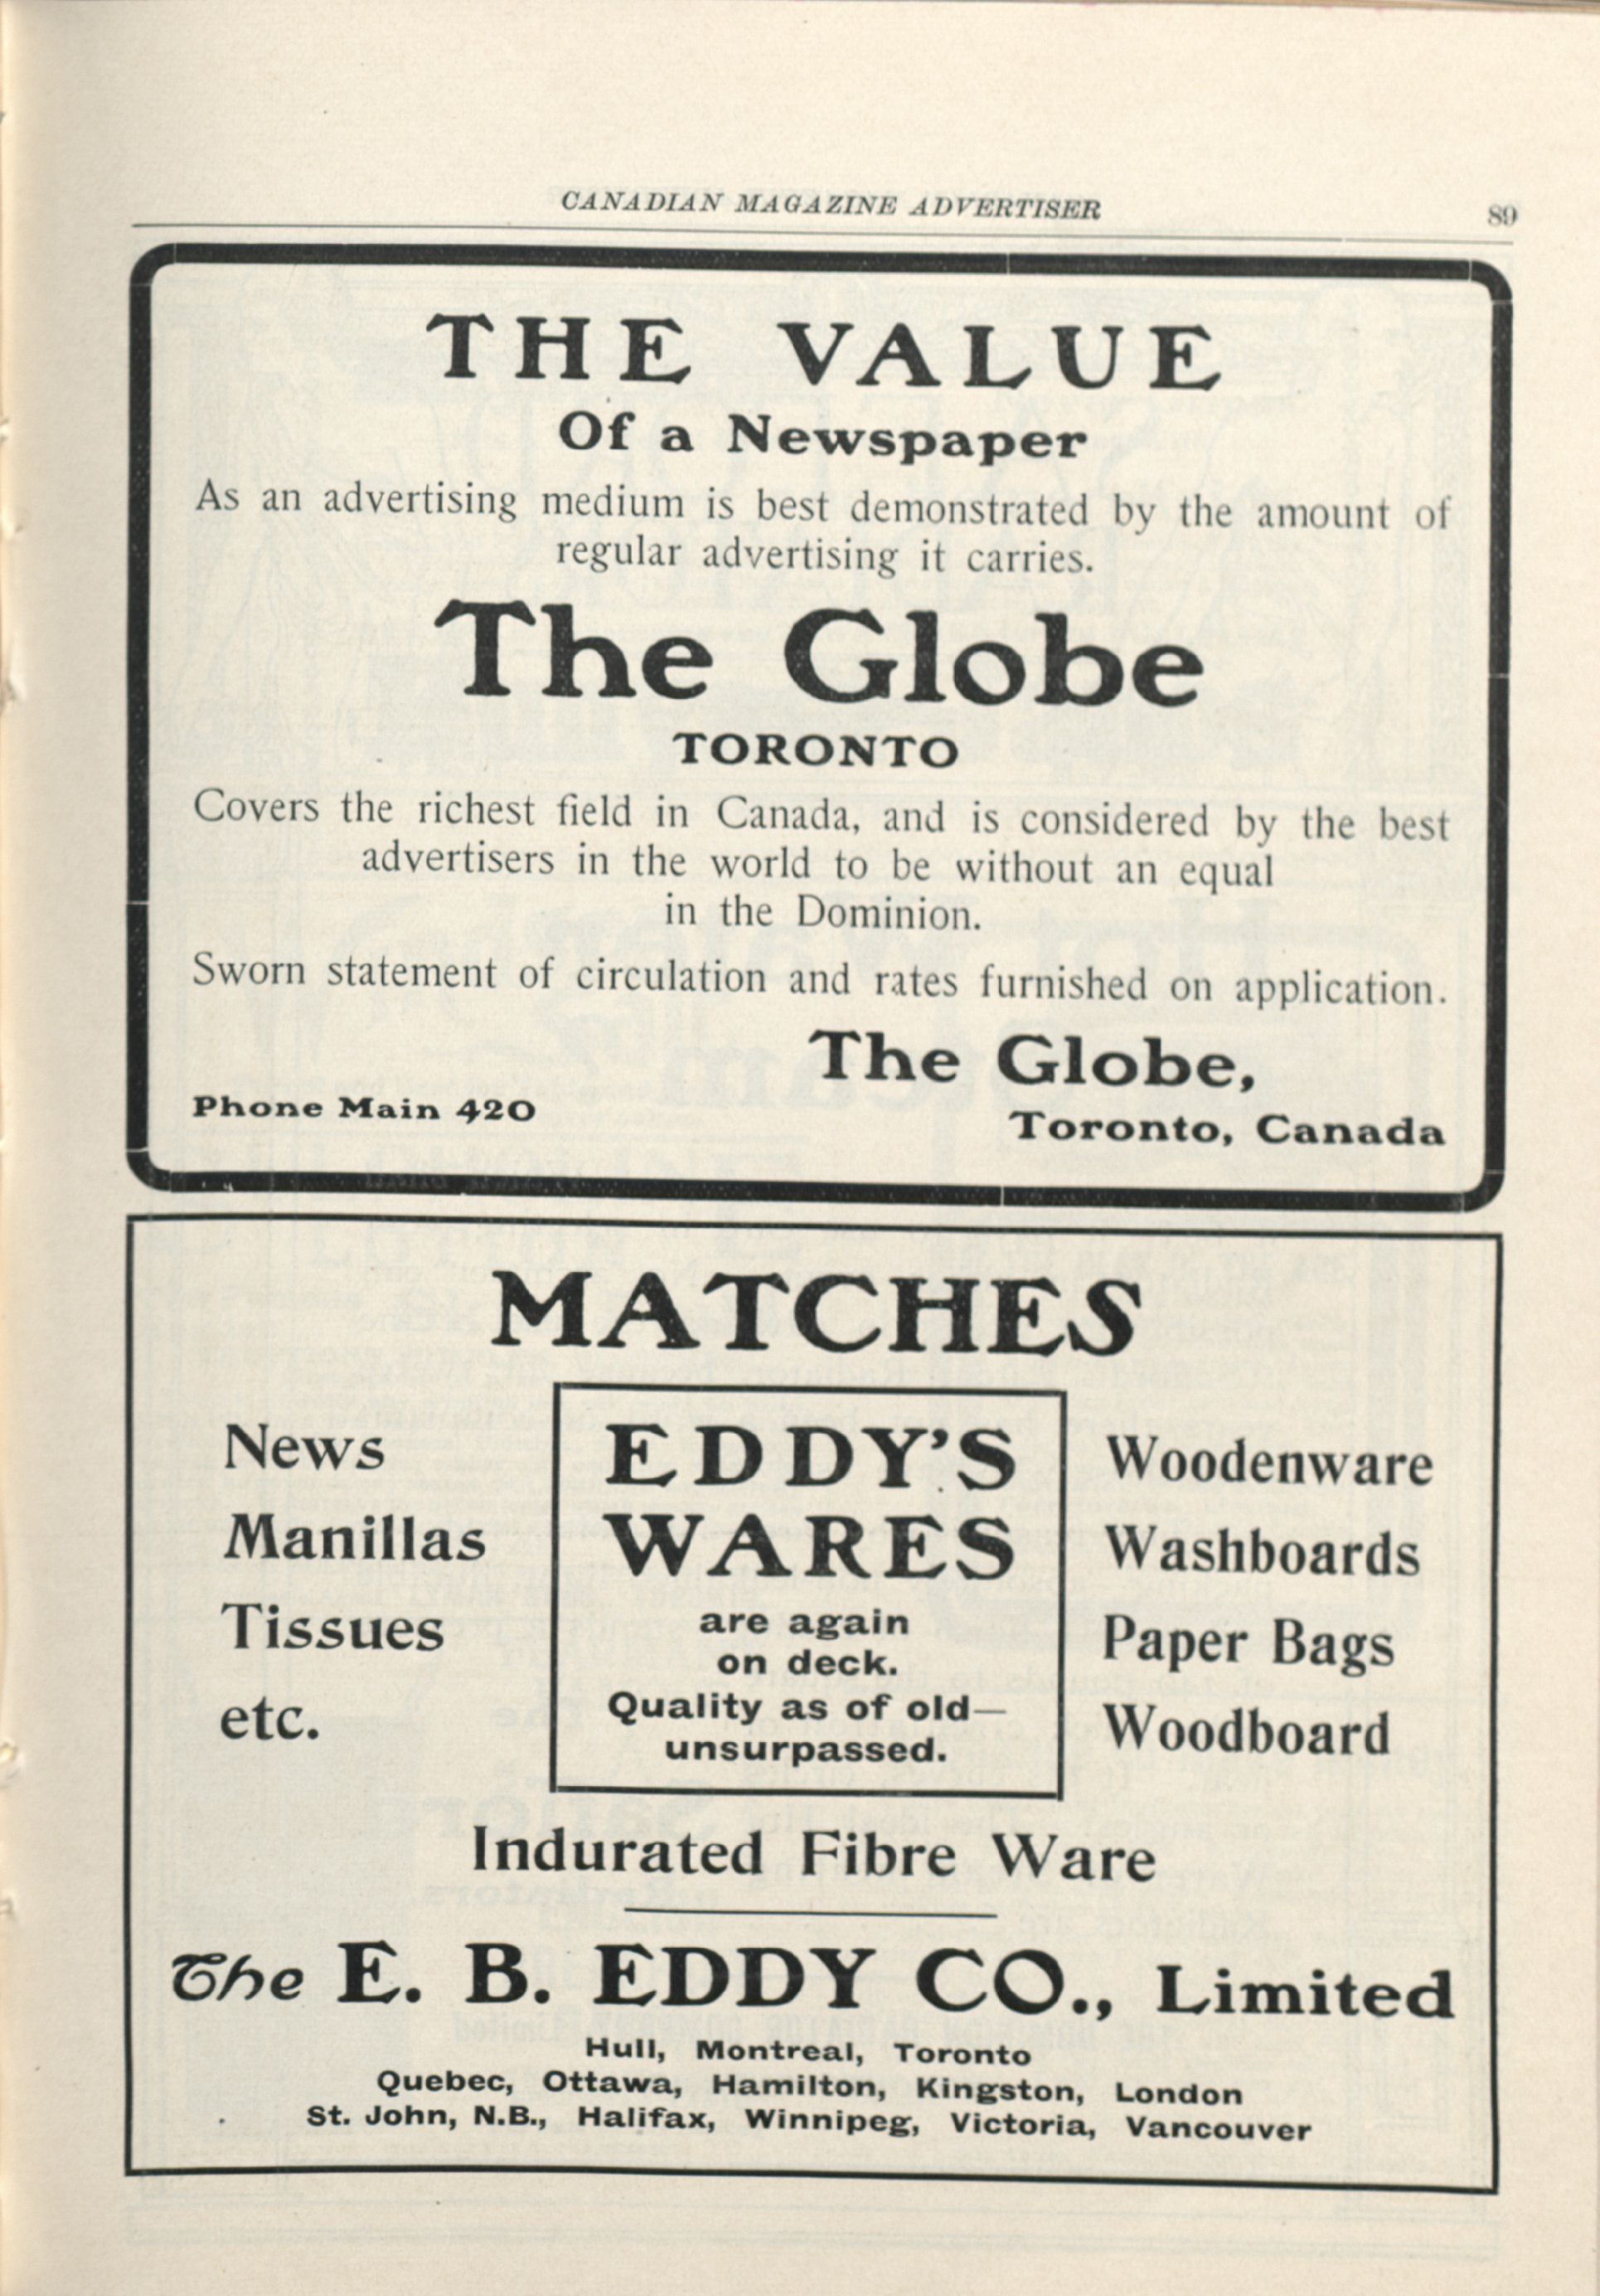 CANADIAN MAGAZINE ADVERTISER 89
THE VALUE
Of a Newspaper
As an advertising medium is best demonstrated by the amount of
regular advertising it carries.
The Globe
TORONTO
Covers the richest field in Canada, and is considered by the best
advertisers in the world to be without an equal
in the Dominion.
Sworn statement of circulation and rates furnished on application.
The Globe,
Phone Main 420
Toronto, Canada
MATCHES
News
Manillas
Tissues
etc.
EDDY'S
WARES
are again
on deck.
Quality as of old—
unsurpassed.
Woodenware
Washboards
Paper Bags
Woodboard
Indurated Fibre Ware
The E. B. EDDY CO., Limited
Hull, Montreal, Toronto
Quebec, Ottawa, Hamilton, Kingston, London
St. John, N.B., Halifax, Winnipeg, Victoria, Vancouver